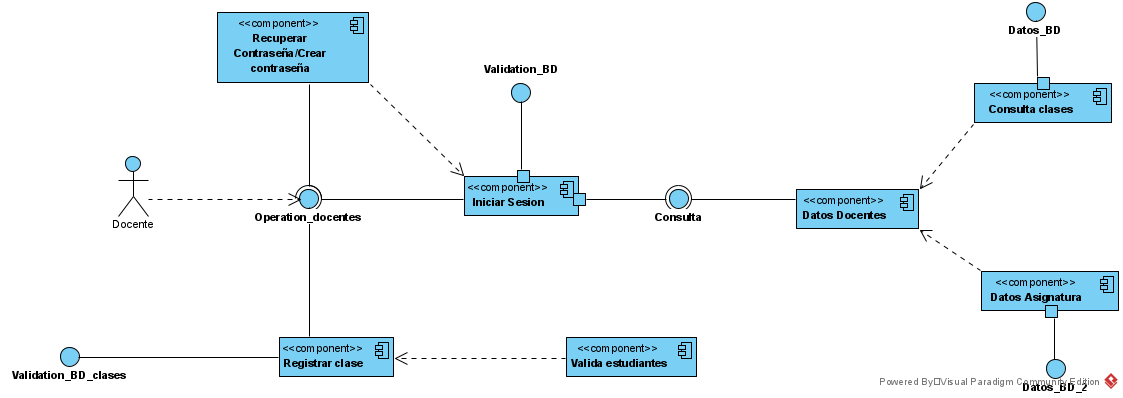 <<component>>
Recuperar
Contraseña/Crear
contraseña
Validation_BD
Datos_BD
<<component>>
Consulta clases
Docente
Operation_docentes
<<component>>
Iniciar Sesion
Consulta
<<component>>
Datos Docentes
<<component>>
Datos Asignatura
Validation_BD_clases
<<component>>
Registrar clase
<<component>>
Valida estudiantes
Datos_BD_2
Powered By Visual Paradigm Community Edition